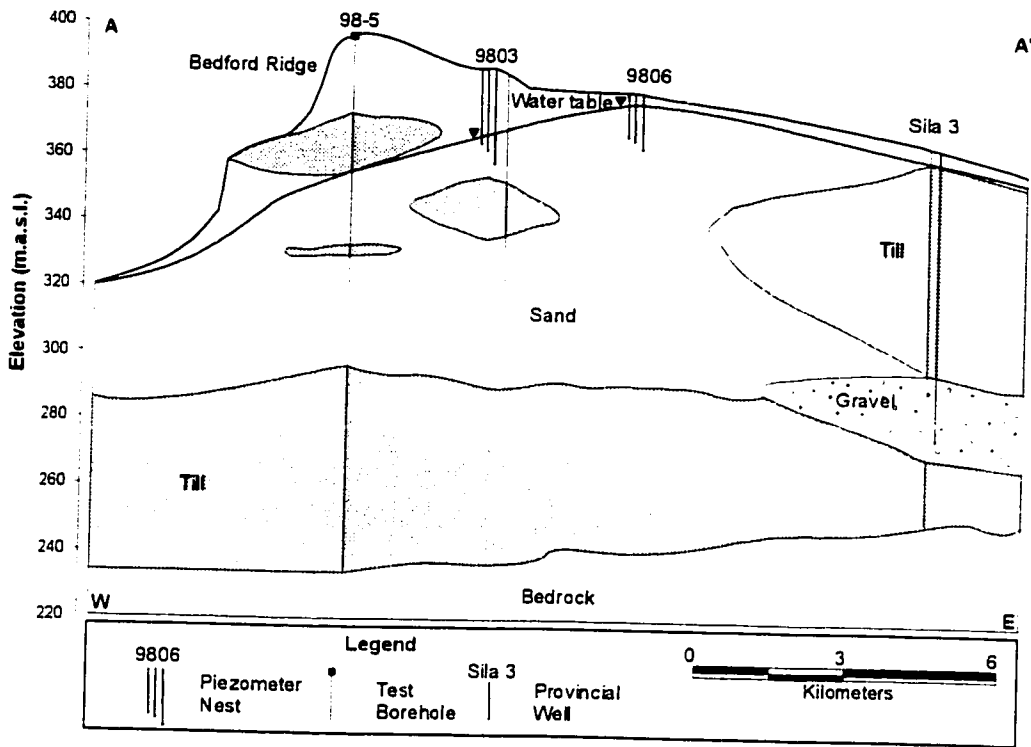 400
A
98-5
A'
Bedford Ridge
9803
380
9806
Water table
Sila 3
360
340
Till
Elevation (m.a.s.l.)
320
Sand
300
280
Gravel
Till
260
240
220
W
Bedrock
E
Legend
9806
Piezometer
Nest
Test
Borehole
Sila 3
Provincial
Well
0
3
6
Kilometers